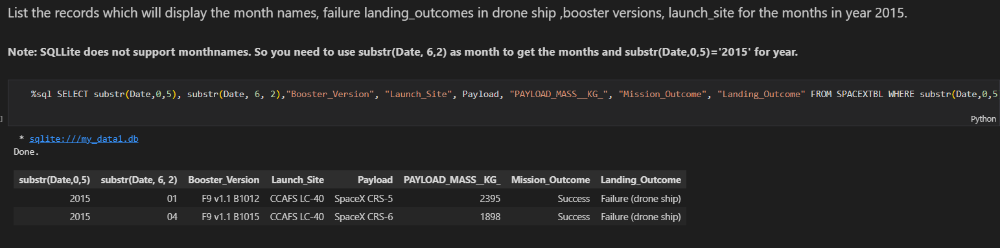 List the records which will display the month names, failure landing_outcomes in drone ship ,booster versions, launch_site for the months in year 2015.
Note: SQLLite does not support monthnames. So you need to use substr(Date, 6,2) as month to get the months and substr(Date,0,5)='2015' for year.
%sql SELECT substr(Date,0,5), substr(Date, 6, 2),"Booster_Version", "Launch_Site", Payload, "PAYLOAD_MASS__KG_", "Mission_Outcome", "Landing_Outcome" FROM SPACEXTBL WHERE substr(Date,0,5
]
Python
* sqlite:///my_data1.db
Done.
substr(Date,0,5) substr(Date, 6, 2) Booster_Version Launch_Site Payload PAYLOAD_MASS__KG_ Mission_Outcome Landing_Outcome
2015 01 F9 v1.1 B1012 CCAFS LC-40 SpaceX CRS-5 2395 Success Failure (drone ship)
2015 04 F9 v1.1 B1015 CCAFS LC-40 SpaceX CRS-6 1898 Success Failure (drone ship)